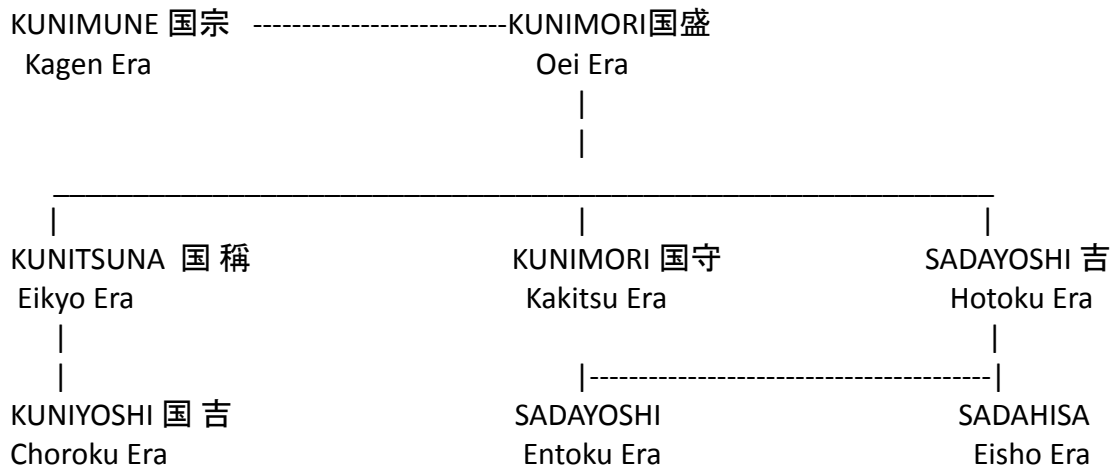 KUNIMUNE 国宗 --------------------------KUNIMORI国盛
Kagen Era Oei Era
KUNITSUNA 国 稱 KUNIMORI 国守 SADAYOSHI 吉
Eikyo Era Kakitsu Era Hotoku Era
KUNIYOSHI 国 吉 SADAYOSHI SADAHISA
Choroku Era Entoku Era Eisho Era